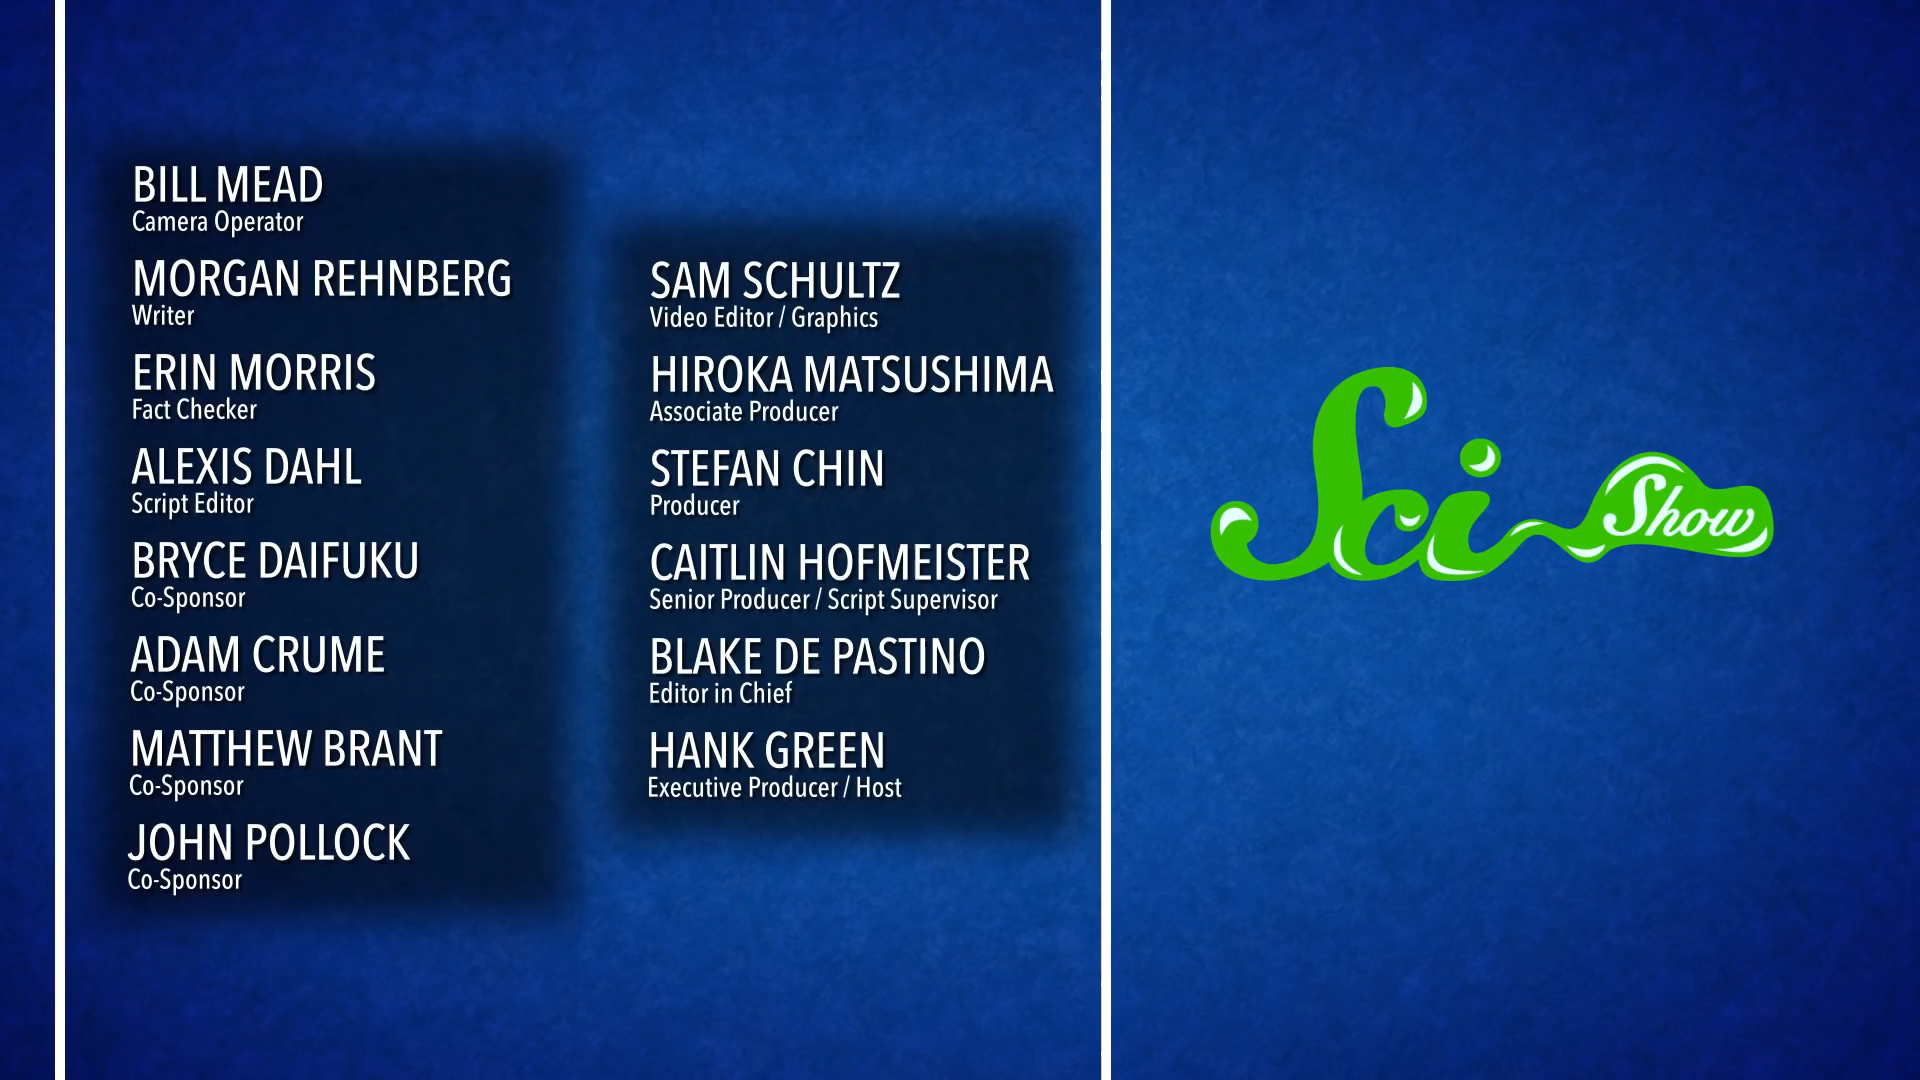 BILL MEAD
Camera Operator
MORGAN REHNBERG
Writer
ERIN MORRIS
Fact Checker
ALEXIS DAHL
Script Editor
BRYCE DAIFUKU
Co-Sponsor
ADAM CRUME
Co-Sponsor
MATTHEW BRANT
Co-Sponsor
JOHN POLLOCK
Co-Sponsor
SAM SCHULTZ
Video Editor / Graphics
HIROKA MATSUSHIMA
Associate Producer
STEFAN CHIN
Producer
CAITLIN HOFMEISTER
Senior Producer / Script Supervisor
BLAKE DE PASTINO
Editor in Chief
HANK GREEN
Executive Producer / Host
Sci Show